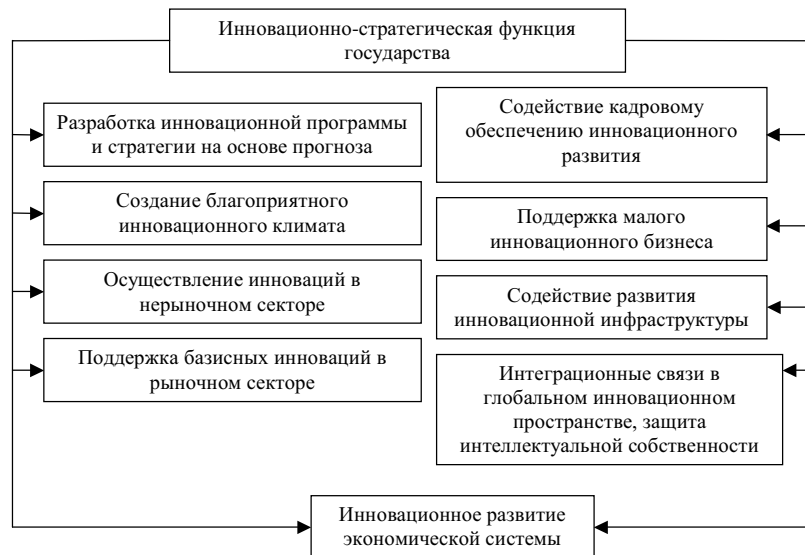 Инновационно-стратегическая функция
государства
Разработка инновационной программы
и стратегии на основе прогноза
Создание благоприятного
инновационного климата
Осуществление инноваций в
нерыночном секторе
Поддержка базисных инноваций в
рыночном секторе
Содействие кадровому
обеспечению инновационного
развития
Поддержка малого
инновационного бизнеса
Содействие развития
инновационной инфраструктуры
Интеграционные связи в
глобальном инновационном
пространстве, защита
интеллектуальной собственности
Инновационное развитие
экономической системы